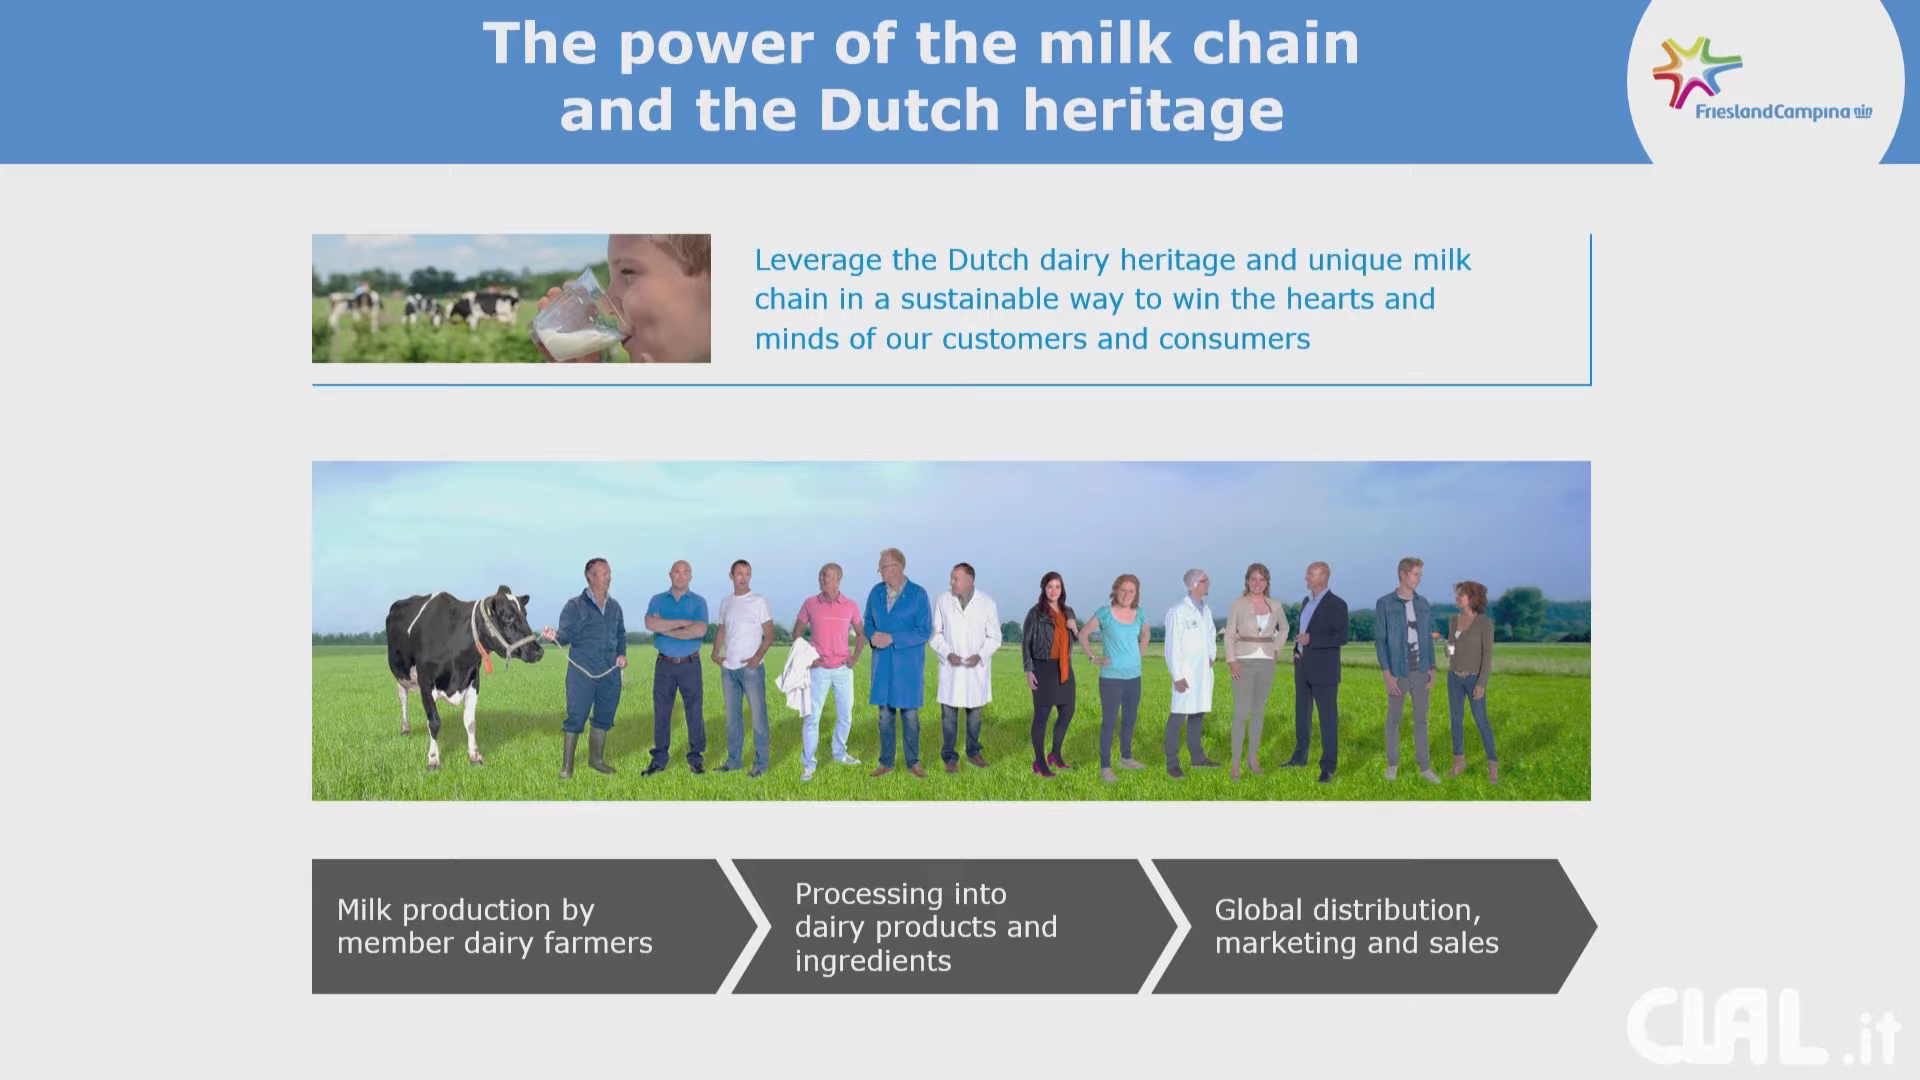 The power of the milk chain
and the Dutch heritage
FrieslandCampina
Leverage the Dutch dairy heritage and unique milk
chain in a sustainable way to win the hearts and
minds of our customers and consumers
Milk production by
member dairy farmers
Processing into
dairy products and
ingredients
Global distribution,
marketing and sales
CLAL.it